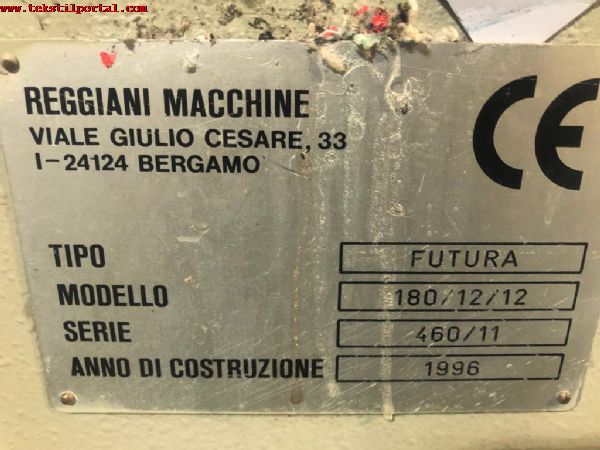 www.tekstilportal.com
REGGIANI MACCHINE
VIALE GIULIO CESARE, 33
I-24124 BERGAMO
CE
TIPO FUTURA
MODELLO 180/12/12
SERIE 460/11
ANNO DI COSTRUZIONE 1996